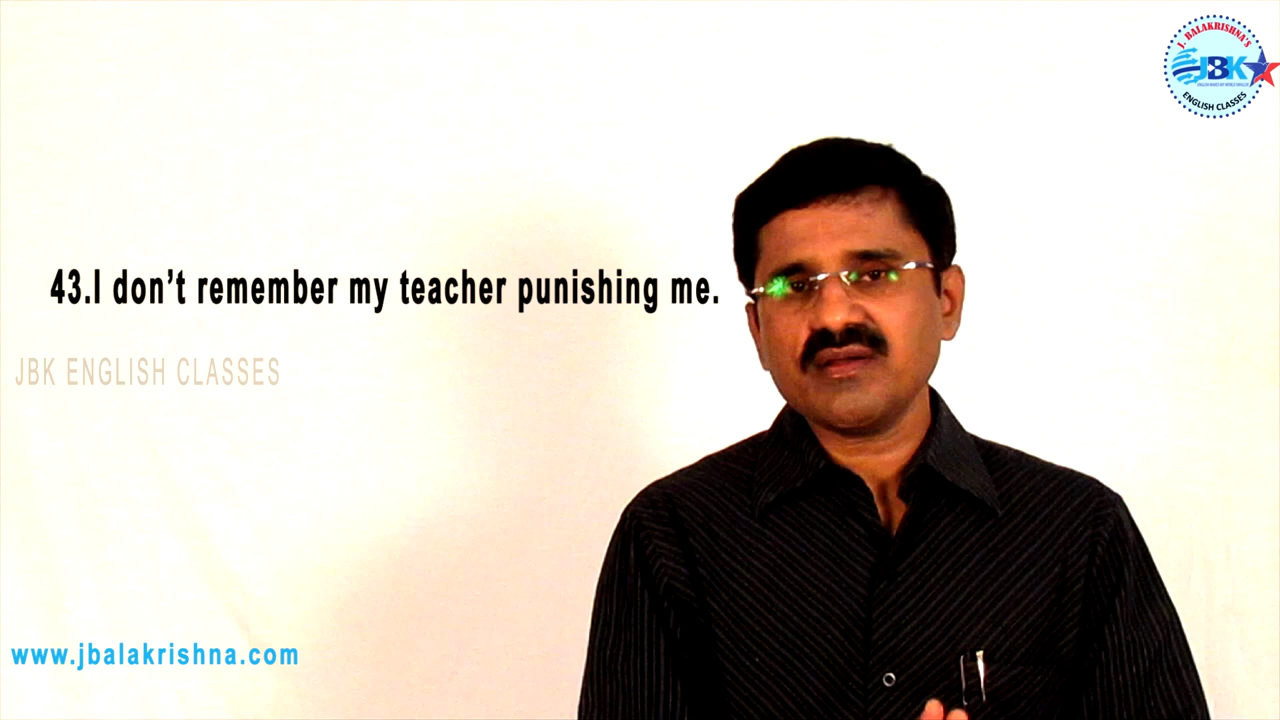 J. BALAKRISHNA'S
JBK
ENGLISH CLASSES
43.I don’t remember my teacher punishing me.
JBK ENGLISH CLASSES
www.jbalakrishna.com